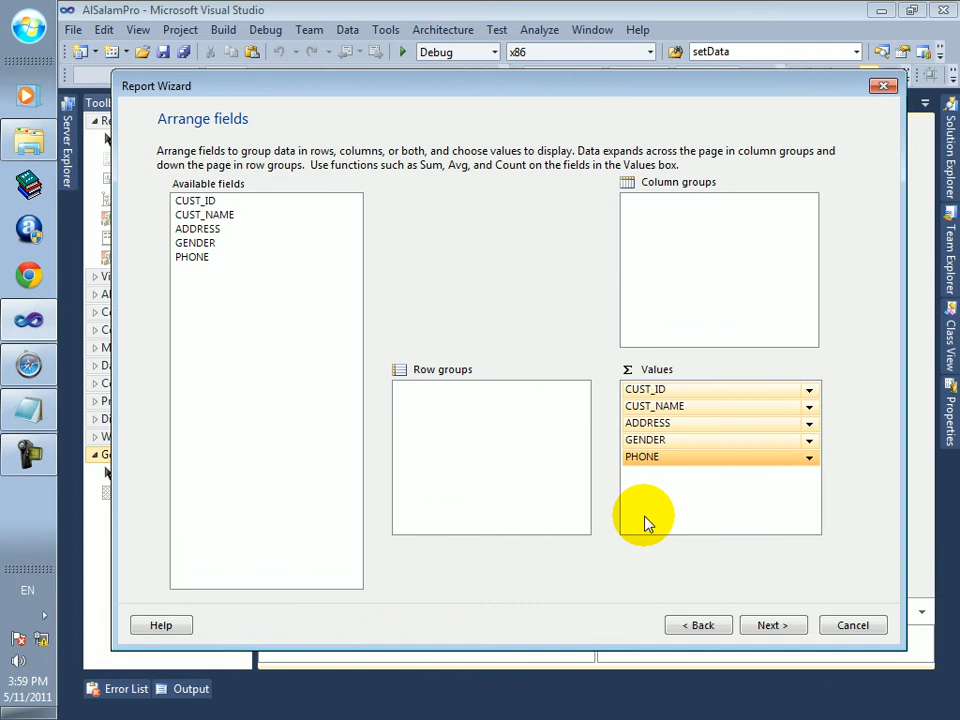 AlSalamPro - Microsoft Visual Studio
File Edit View Project Build Debug Team Data Tools Architecture Test Analyze Window Help
Debug x86 setData
Report Wizard
Arrange fields
Arrange fields to group data in rows, columns, or both, and choose values to display. Data expands across the page in column groups and
down the page in row groups. Use functions such as Sum, Avg, and Count on the fields in the Values box.
Available fields
CUST_ID
CUST_NAME
ADDRESS
GENDER
PHONE
Column groups
Row groups
Σ Values
CUST_ID
CUST_NAME
ADDRESS
GENDER
PHONE
Help
< Back
Next >
Cancel
Server Explorer
Solution Explorer
Team Explorer
Class View
Properties
Error List
Output
EN
3:59 PM
5/11/2011